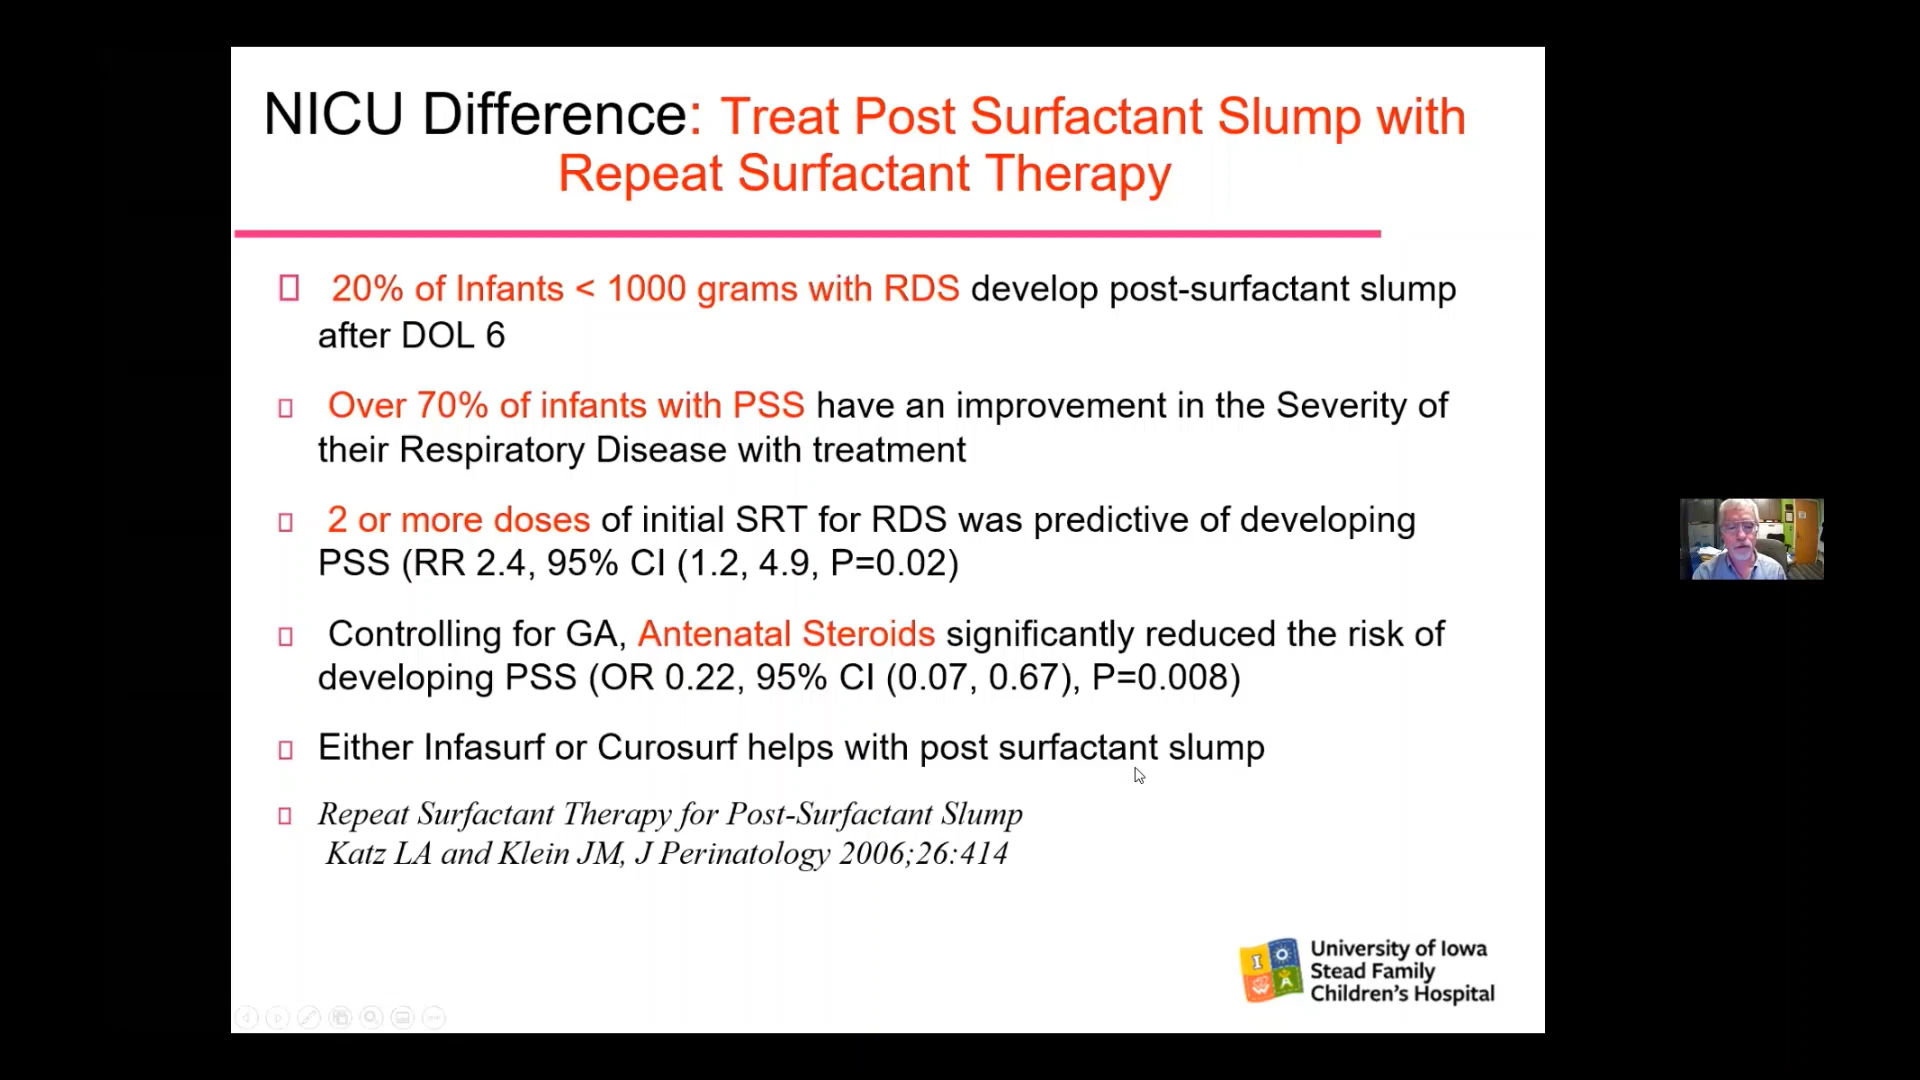 NICU Difference: Treat Post Surfactant Slump with
Repeat Surfactant Therapy
20% of Infants < 1000 grams with RDS develop post-surfactant slump
after DOL 6
Over 70% of infants with PSS have an improvement in the Severity of
their Respiratory Disease with treatment
2 or more doses of initial SRT for RDS was predictive of developing
PSS (RR 2.4, 95% CI (1.2, 4.9, P=0.02)
Controlling for GA, Antenatal Steroids significantly reduced the risk of
developing PSS (OR 0.22, 95% CI (0.07, 0.67), P=0.008)
Either Infasurf or Curosurf helps with post surfactant slump
Repeat Surfactant Therapy for Post-Surfactant Slump
Katz LA and Klein JM, J Perinatology 2006;26:414
IOWA
University of Iowa
Stead Family
Children's Hospital